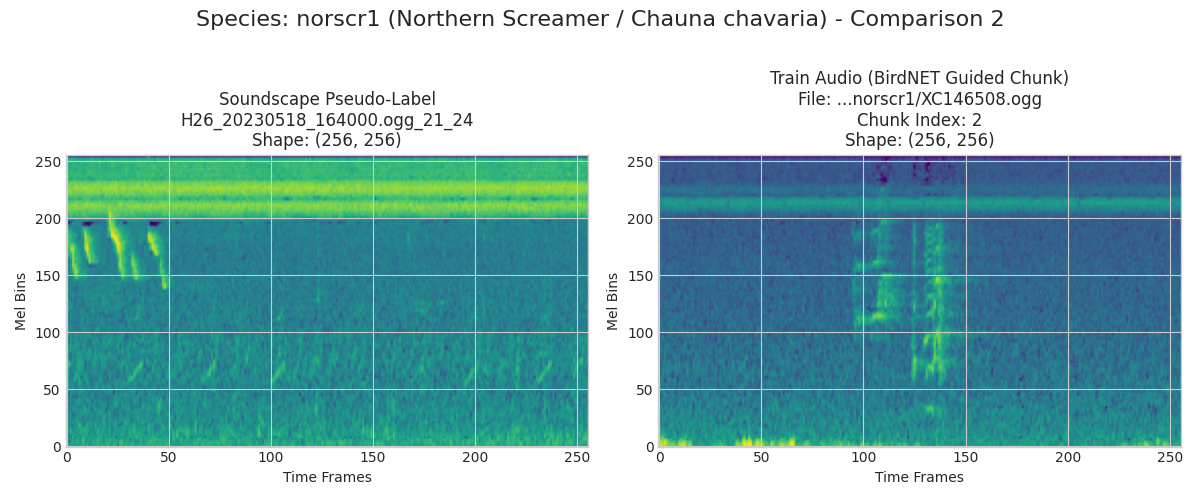 Species: norscr1 (Northern Screamer / Chauna chavaria) - Comparison 2
Soundscape Pseudo-Label
H26_20230518_164000.ogg_21_24
Shape: (256, 256)
250
200
150
100
50
0
Mel Bins
0 50 100 150 200 250
Time Frames
Train Audio (BirdNET Guided Chunk)
File: ...norscr1/XC146508.ogg
Chunk Index: 2
Shape: (256, 256)
250
200
150
100
50
0
Mel Bins
0 50 100 150 200 250
Time Frames